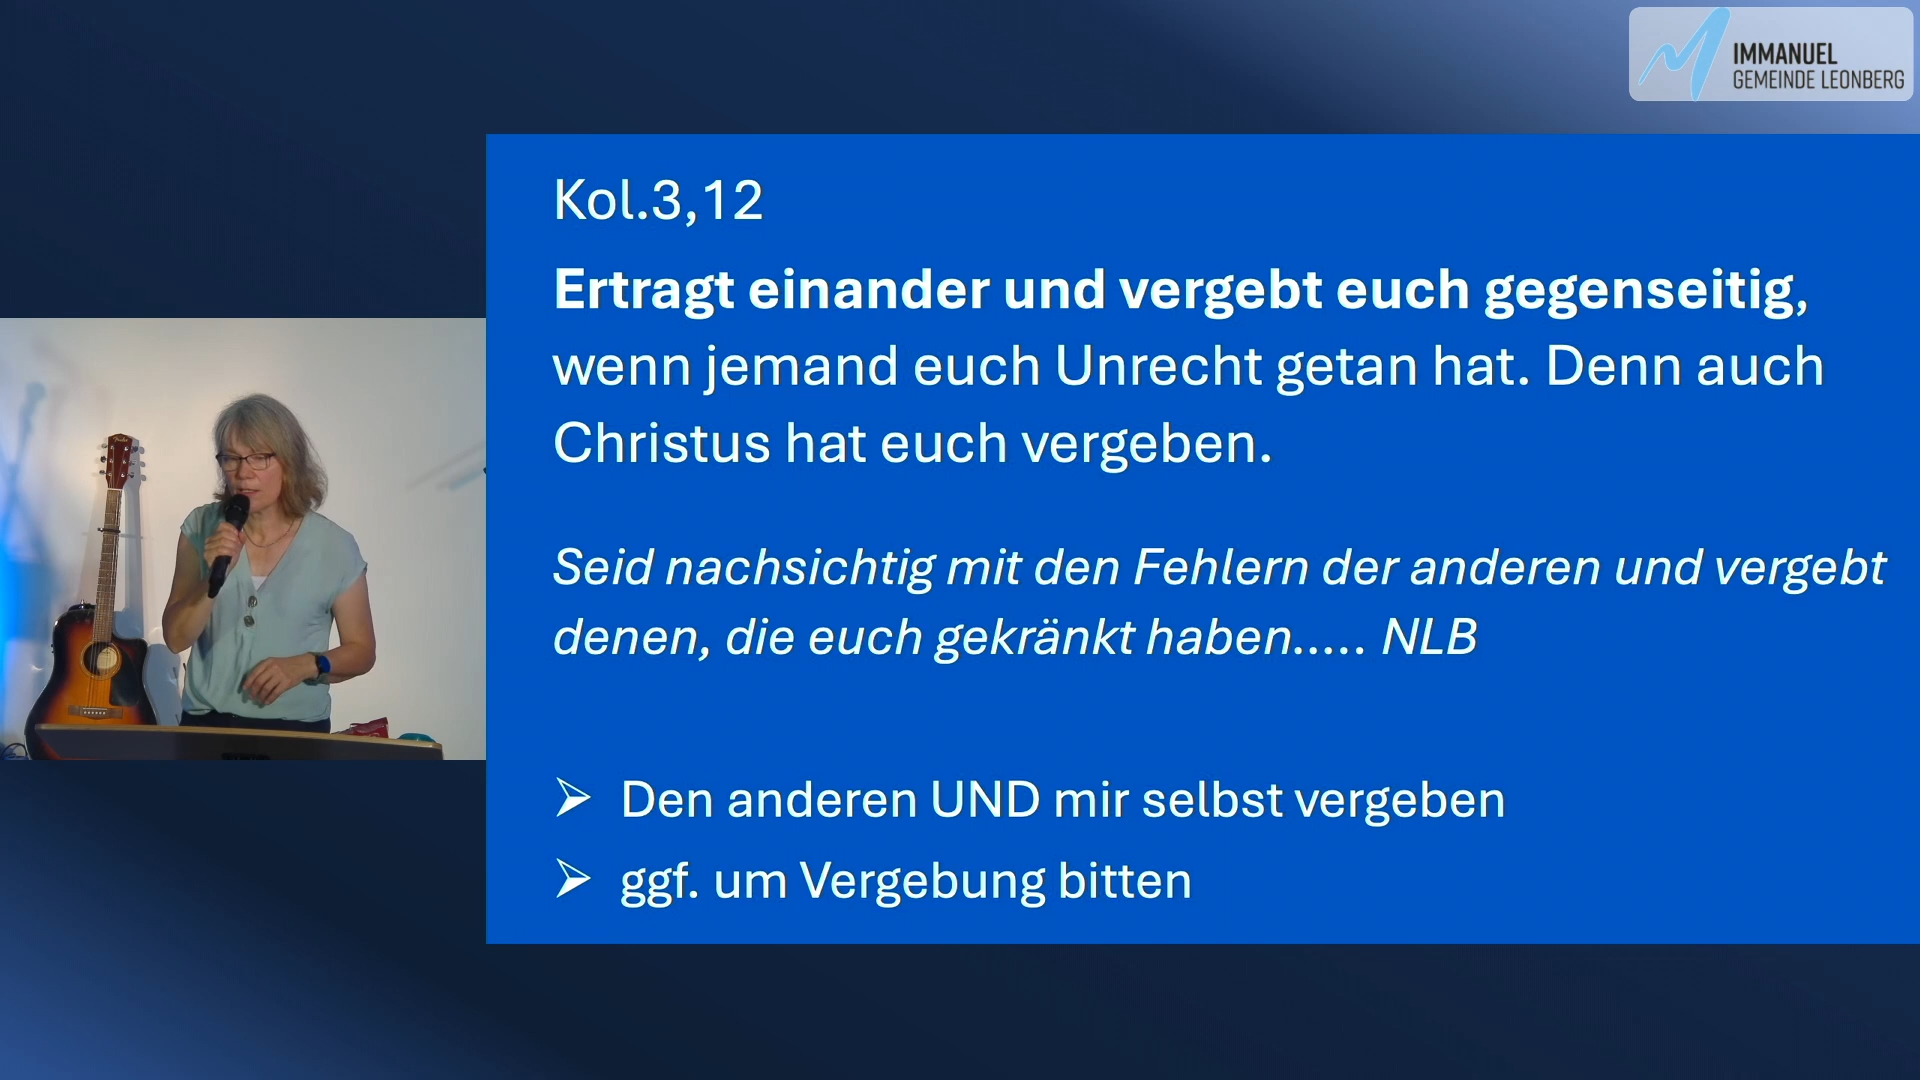 IMMANUEL
GEMEINDE LEONBERG
Kol.3,12
Ertragt einander und vergebt euch gegenseitig,
wenn jemand euch Unrecht getan hat. Denn auch
Christus hat euch vergeben.
Seid nachsichtig mit den Fehlern der anderen und vergebt
denen, die euch gekränkt haben..... NLB
➢ Den anderen UND mir selbst vergeben
➢ ggf. um Vergebung bitten